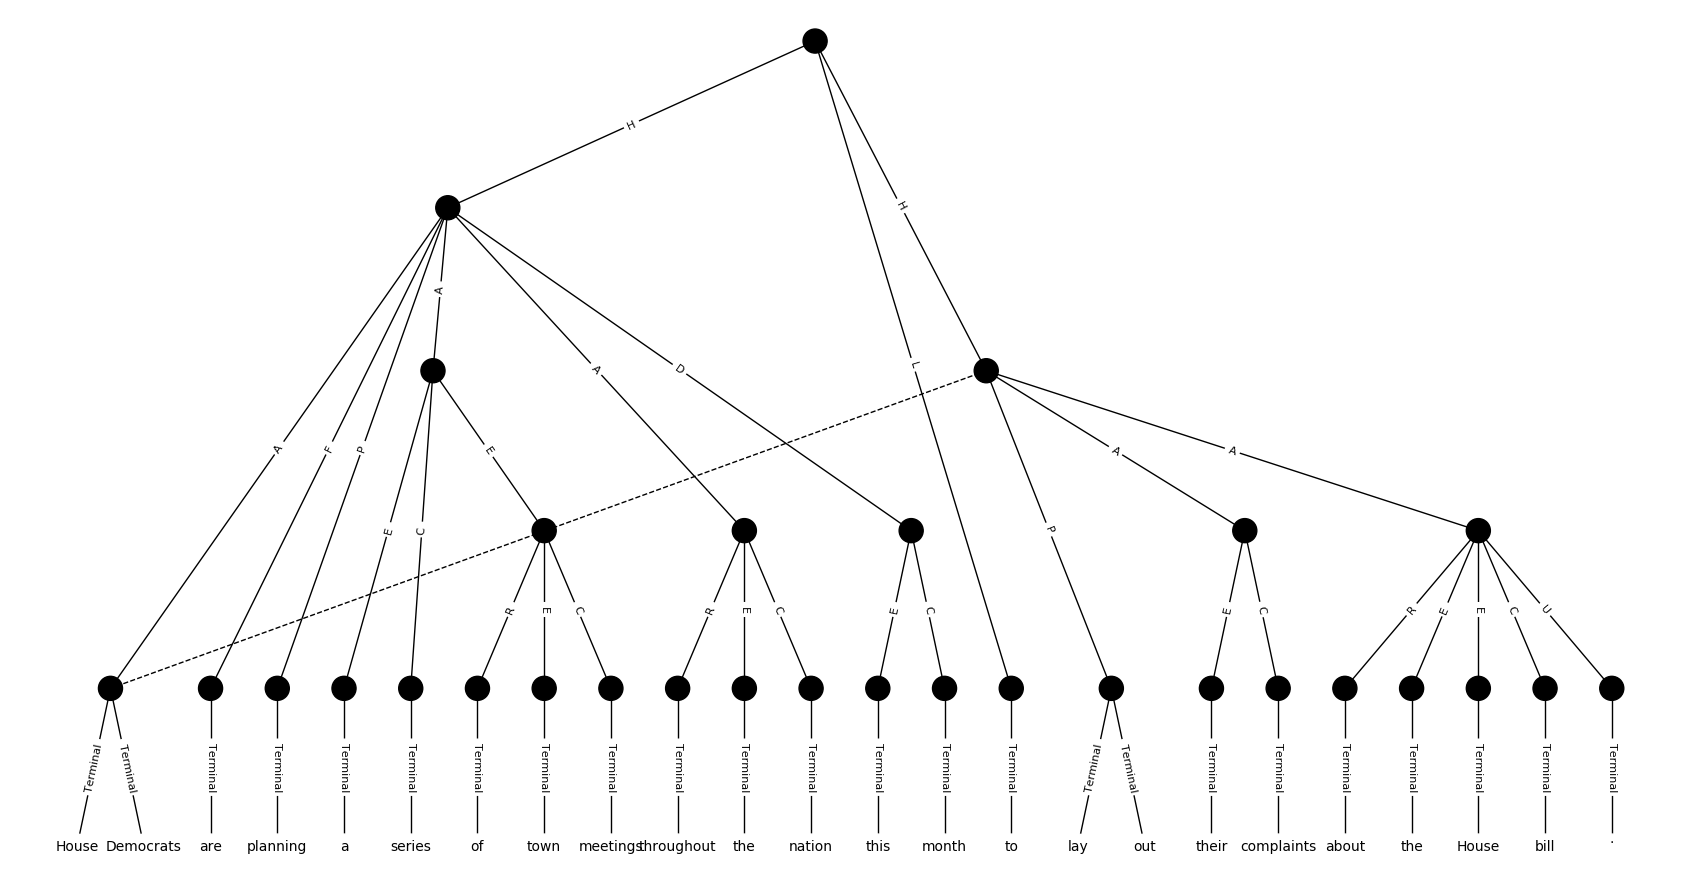 H
H
A
A
L
A
D
A
F
P
E
A
A
E
C
P
R
E
C
R
E
C
E
C
E
C
R
E
E
C
U
Terminal Terminal Terminal Terminal Terminal Terminal Terminal Terminal Terminal Terminal Terminal Terminal Terminal Terminal Terminal Terminal Terminal Terminal Terminal Terminal Terminal Terminal Terminal Terminal
House Democrats are planning a series of town meetings throughout the nation this month to lay out their complaints about the House bill .